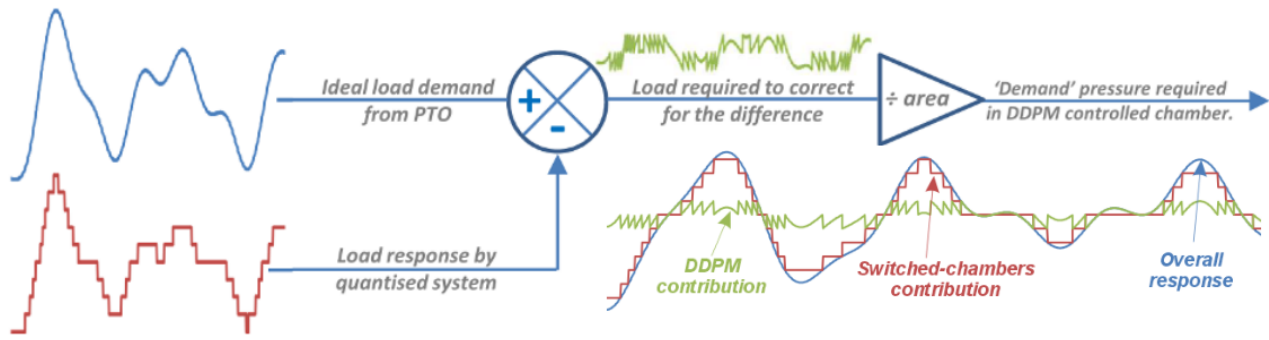 Ideal load demand
from PTO
+
-
Load required to correct
for the difference
÷ area
‘Demand’ pressure required
in DDPM controlled chamber.
Load response by
quantised system
DDPM
contribution
Switched-chambers
contribution
Overall
response